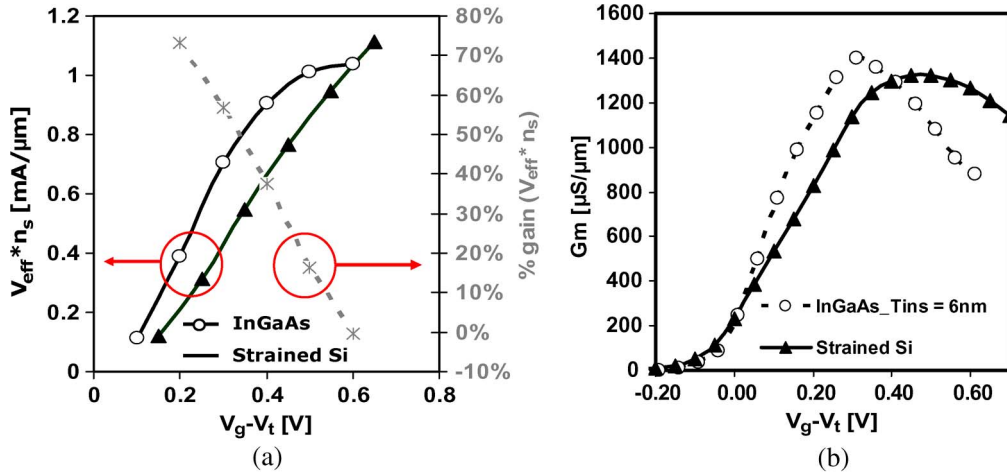 (a)
1.2
1
0.8
0.6
0.4
0.2
0
V_eff*n_s [mA/µm]
80%
70%
60%
50%
40%
30%
20%
10%
0%
-10%
% gain (V_eff* n_s)
InGaAs
Strained Si
0 0.2 0.4 0.6 0.8
V_g-V_t [V]
(a)
1600
1400
1200
1000
800
600
400
200
0
Gm [µS/µm]
InGaAs_Tins = 6nm
Strained Si
-0.20 0.00 0.20 0.40 0.60
V_g-V_t [V]
(b)